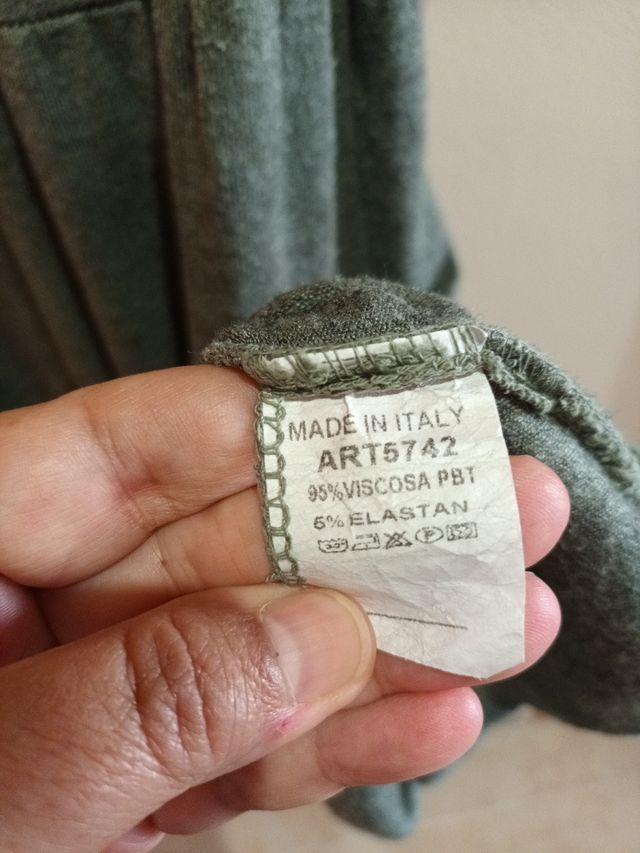 MADE IN ITALY
ART5742
95%VISCOSA PBT
5% ELASTAN